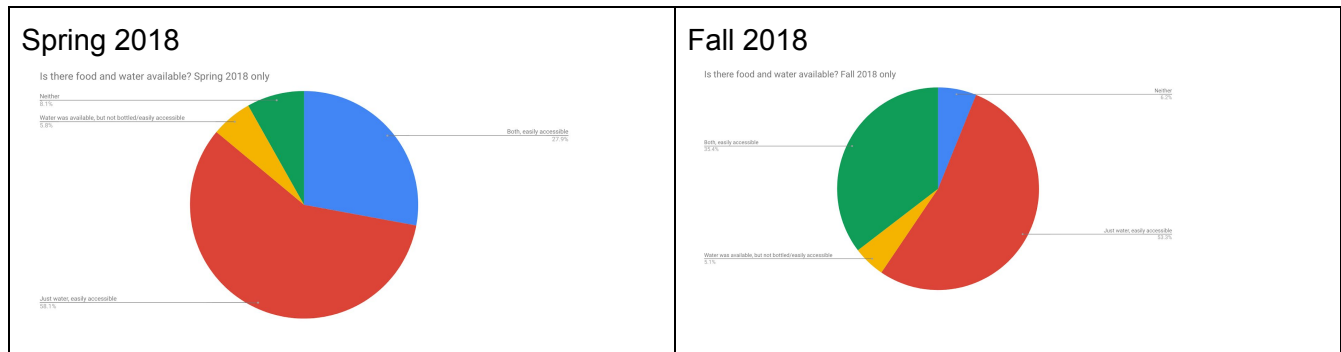 Spring 2018
Is there food and water available? Spring 2018 only
Neither
8.1%
Water was available, but not bottled/easily accessible
5.8%
Both, easily accessible
27.9%
Just water, easily accessible
58.1%
Fall 2018
Is there food and water available? Fall 2018 only
Neither
6.2%
Both, easily accessible
35.4%
Just water, easily accessible
53.3%
Water was available, but not bottled/easily accessible
5.1%